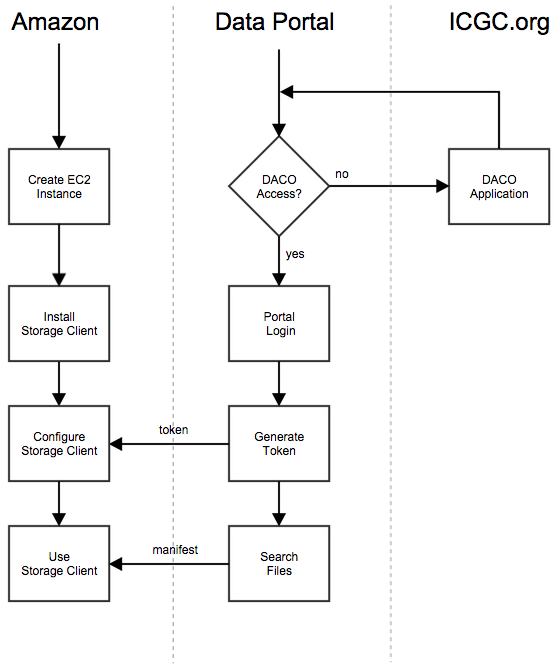 Amazon
Data Portal
ICGC.org
Create EC2
Instance
DACO
Access?
no
DACO
Application
yes
Install
Storage Client
Portal
Login
Configure
Storage Client
token
Generate
Token
Use
Storage Client
manifest
Search
Files